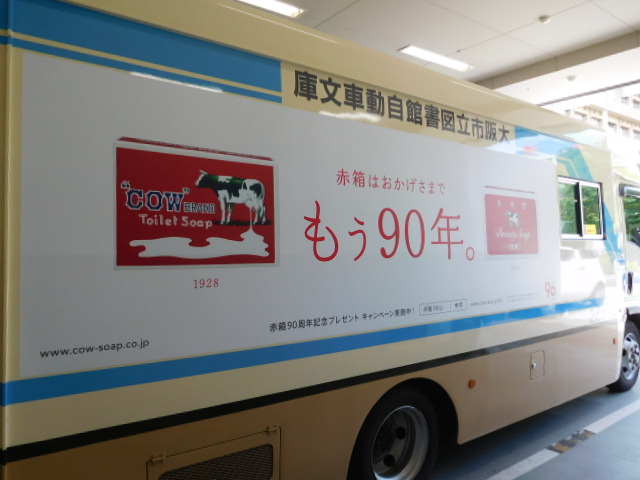 庫文車動自館書図立市阪大
"COW" BRAND
Toilet Soap
1928
赤箱はおかげさまで
もう90年。
Beauty Soap
赤箱90周年記念プレゼント キャンペーン実施中!
www.cow-soap.co.jp